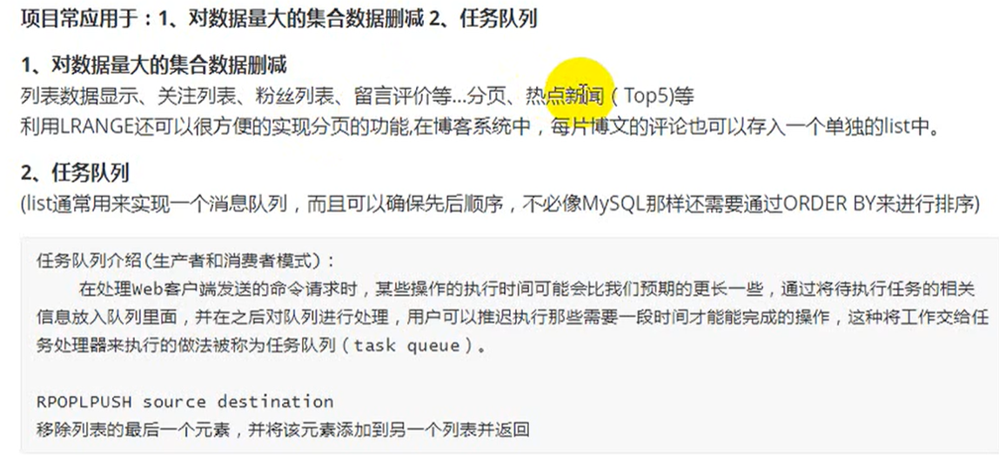 项目常应用于：1、对数据量大的集合数据删减 2、任务队列
1、对数据量大的集合数据删减
列表数据显示、关注列表、粉丝列表、留言评价等...分页、热点新闻（Top5)等
利用LRANGE还可以很方便的实现分页的功能,在博客系统中，每片博文的评论也可以存入一个单独的list中。
2、任务队列
(list通常用来实现一个消息队列，而且可以确保先后顺序，不必像MySQL那样还需要通过ORDER BY来进行排序)
任务队列介绍(生产者和消费者模式)：
在处理Web客户端发送的命令请求时，某些操作的执行时间可能会比我们预期的更长一些，通过将待执行任务的相关
信息放入队列里面，并在之后对队列进行处理，用户可以推迟执行那些需要一段时间才能能完成的操作，这种将工作交给任
务处理器来执行的做法被称为任务队列（task queue）。
RPOPLPUSH source destination
移除列表的最后一个元素，并将该元素添加到另一个列表并返回